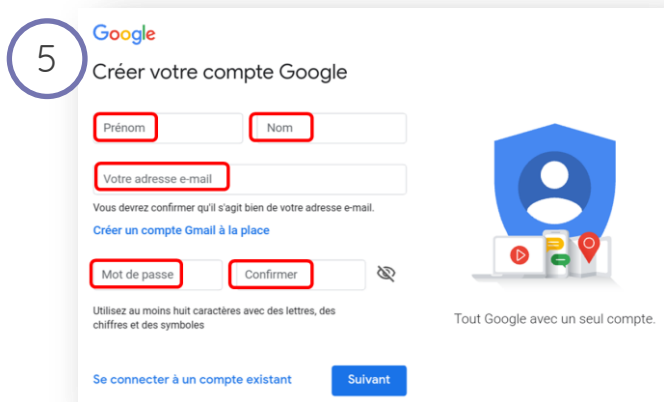 5
Google
Créer votre compte Google
Prénom
Nom
Votre adresse e-mail
Vous devrez confirmer qu'il s'agit bien de votre adresse e-mail.
Créer un compte Gmail à la place
Mot de passe
Confirmer
Utilisez au moins huit caractères avec des lettres, des
chiffres et des symboles
Tout Google avec un seul compte.
Se connecter à un compte existant
Suivant